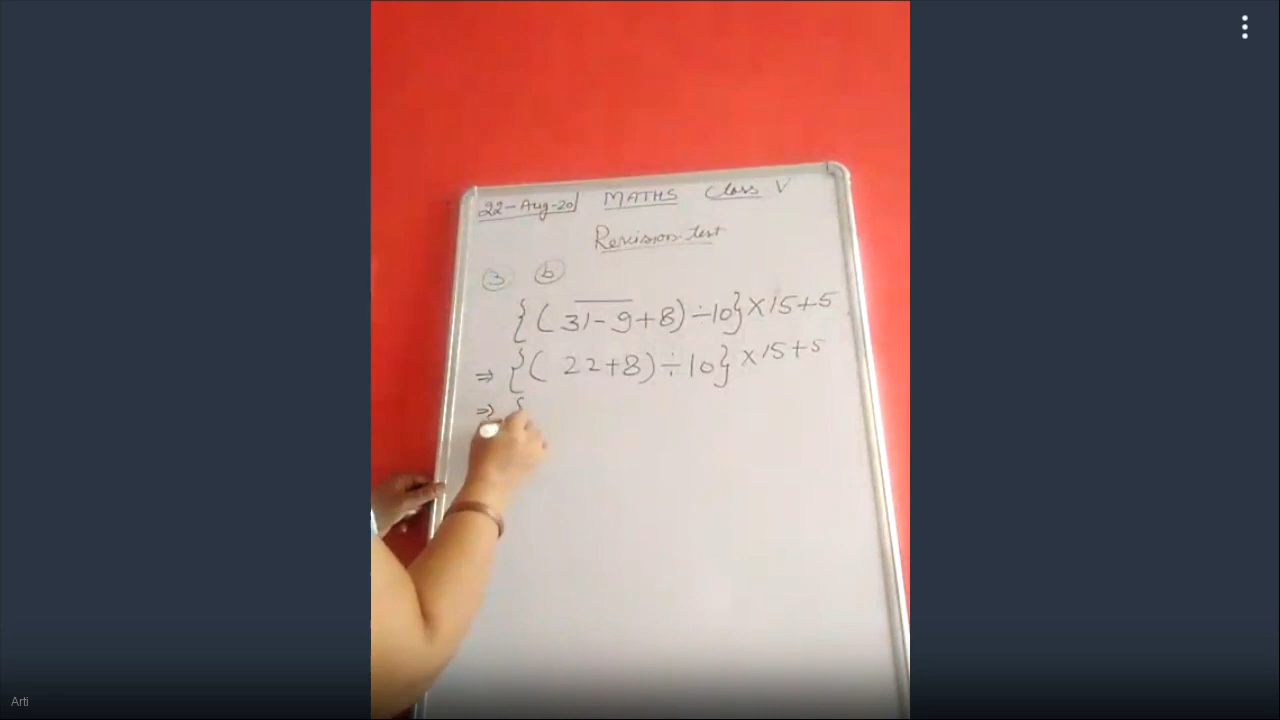 22-Aug-20 MATHS Class V
Revision test
3 b
{( 31-9+8)÷10}×15+5
⇒ {( 22+8)÷10}×15+5
⇒ {
Arti